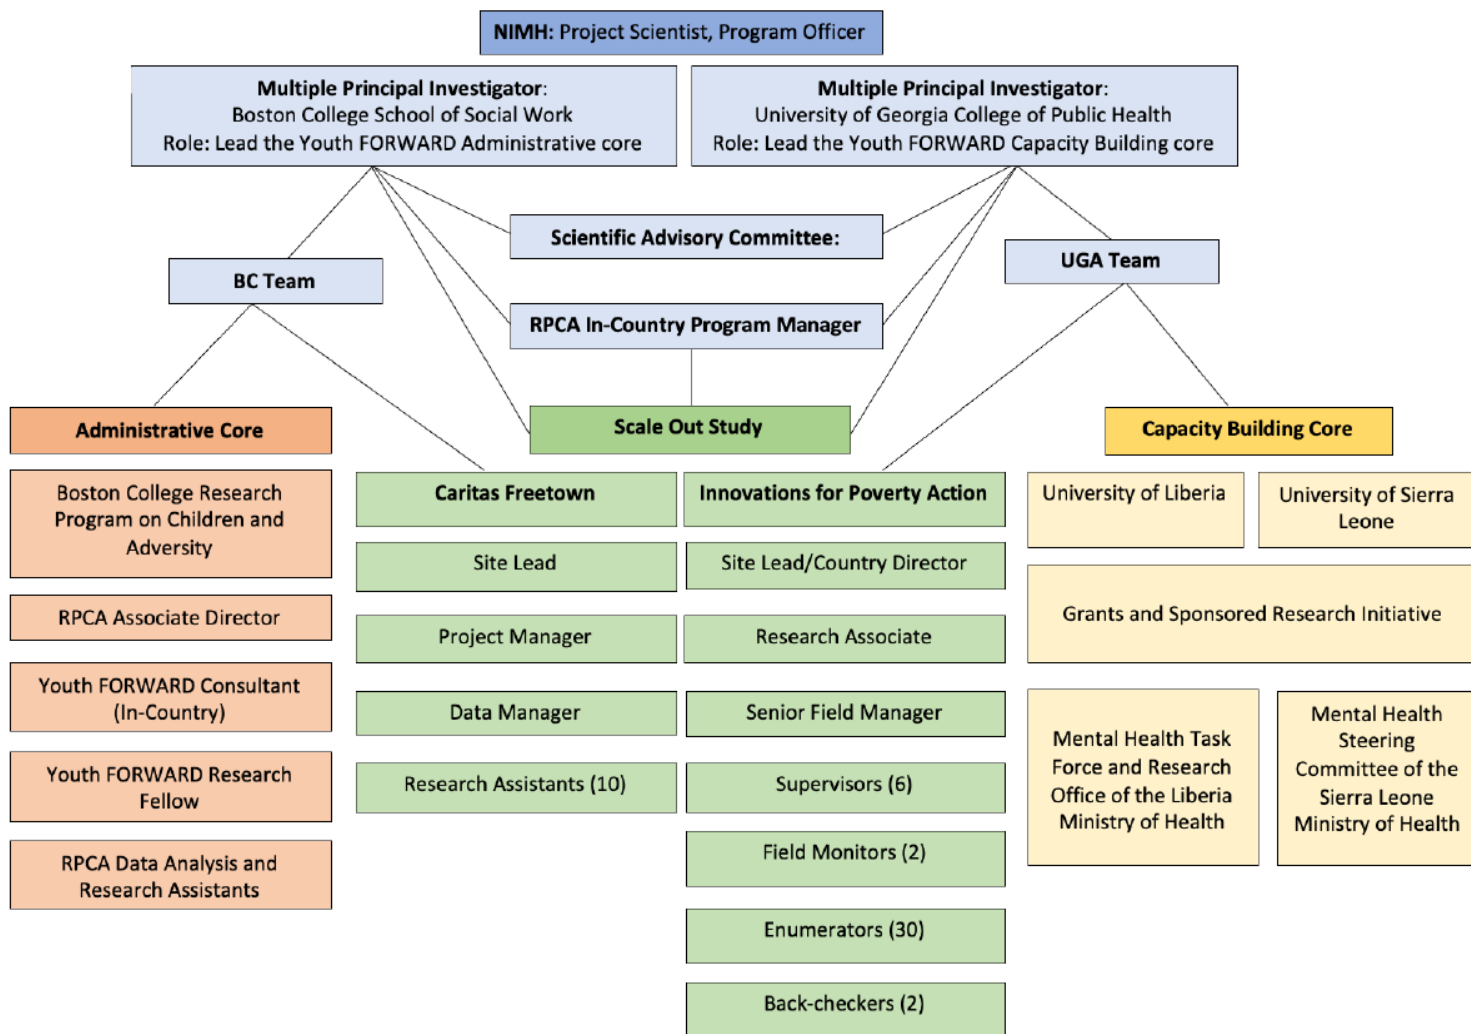 NIMH: Project Scientist, Program Officer
Multiple Principal Investigator:
Boston College School of Social Work
Role: Lead the Youth FORWARD Administrative core
Multiple Principal Investigator:
University of Georgia College of Public Health
Role: Lead the Youth FORWARD Capacity Building core
Scientific Advisory Committee:
BC Team
UGA Team
RPCA In-Country Program Manager
Administrative Core
Boston College Research
Program on Children and
Adversity
RPCA Associate Director
Youth FORWARD Consultant
(In-Country)
Youth FORWARD Research
Fellow
RPCA Data Analysis and
Research Assistants
Scale Out Study
Caritas Freetown
Site Lead
Project Manager
Data Manager
Research Assistants (10)
Innovations for Poverty Action
Site Lead/Country Director
Research Associate
Senior Field Manager
Supervisors (6)
Field Monitors (2)
Enumerators (30)
Back-checkers (2)
Capacity Building Core
University of Liberia
University of Sierra
Leone
Grants and Sponsored Research Initiative
Mental Health Task
Force and Research
Office of the Liberia
Ministry of Health
Mental Health
Steering
Committee of the
Sierra Leone
Ministry of Health